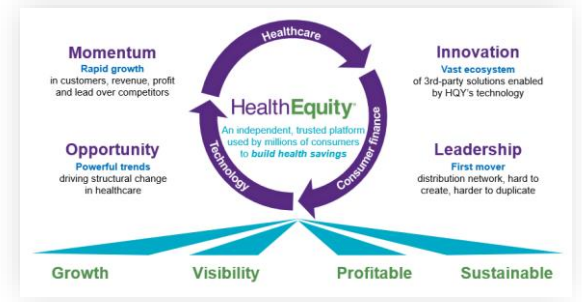 Momentum
Rapid growth
in customers, revenue, profit
and lead over competitors
Opportunity
Powerful trends
driving structural change
in healthcare
Healthcare
Consumer finance
Technology
HealthEquity
An independent, trusted platform
used by millions of consumers
to build health savings
Innovation
Vast ecosystem
of 3rd-party solutions enabled
by HQY's technology
Leadership
First mover
distribution network, hard to
create, harder to duplicate
Growth
Visibility
Profitable
Sustainable